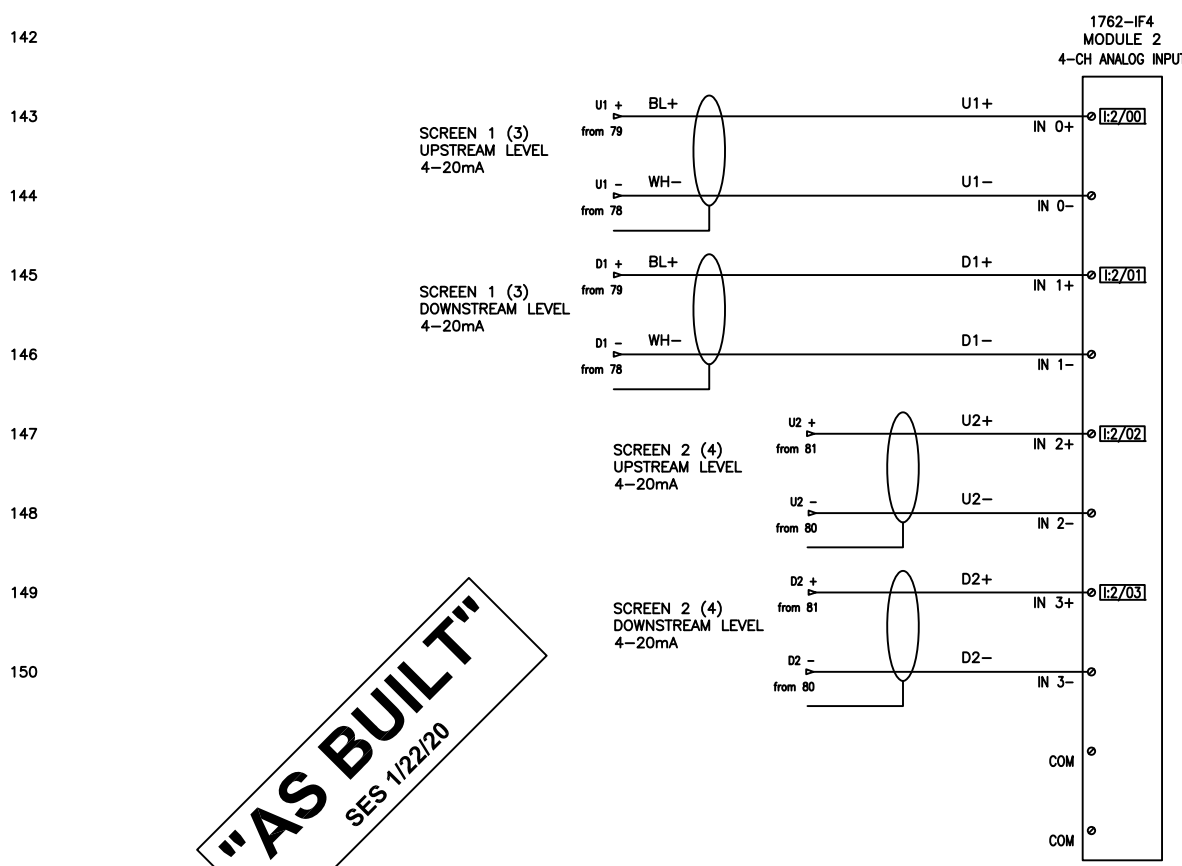 142
1762-IF4
MODULE 2
4-CH ANALOG INPUT
143
SCREEN 1 (3)
UPSTREAM LEVEL
4-20mA
U1 +
from 79
BL+
U1+
IN 0+
I:2/00
144
U1 -
from 78
WH-
U1-
IN 0-
145
SCREEN 1 (3)
DOWNSTREAM LEVEL
4-20mA
D1 +
from 79
BL+
D1+
IN 1+
I:2/01
146
D1 -
from 78
WH-
D1-
IN 1-
147
SCREEN 2 (4)
UPSTREAM LEVEL
4-20mA
U2 +
from 81
U2+
IN 2+
I:2/02
148
U2 -
from 80
U2-
IN 2-
149
SCREEN 2 (4)
DOWNSTREAM LEVEL
4-20mA
D2 +
from 81
D2+
IN 3+
I:2/03
150
D2 -
from 80
D2-
IN 3-
COM
COM
"AS BUILT"
SES 1/22/20